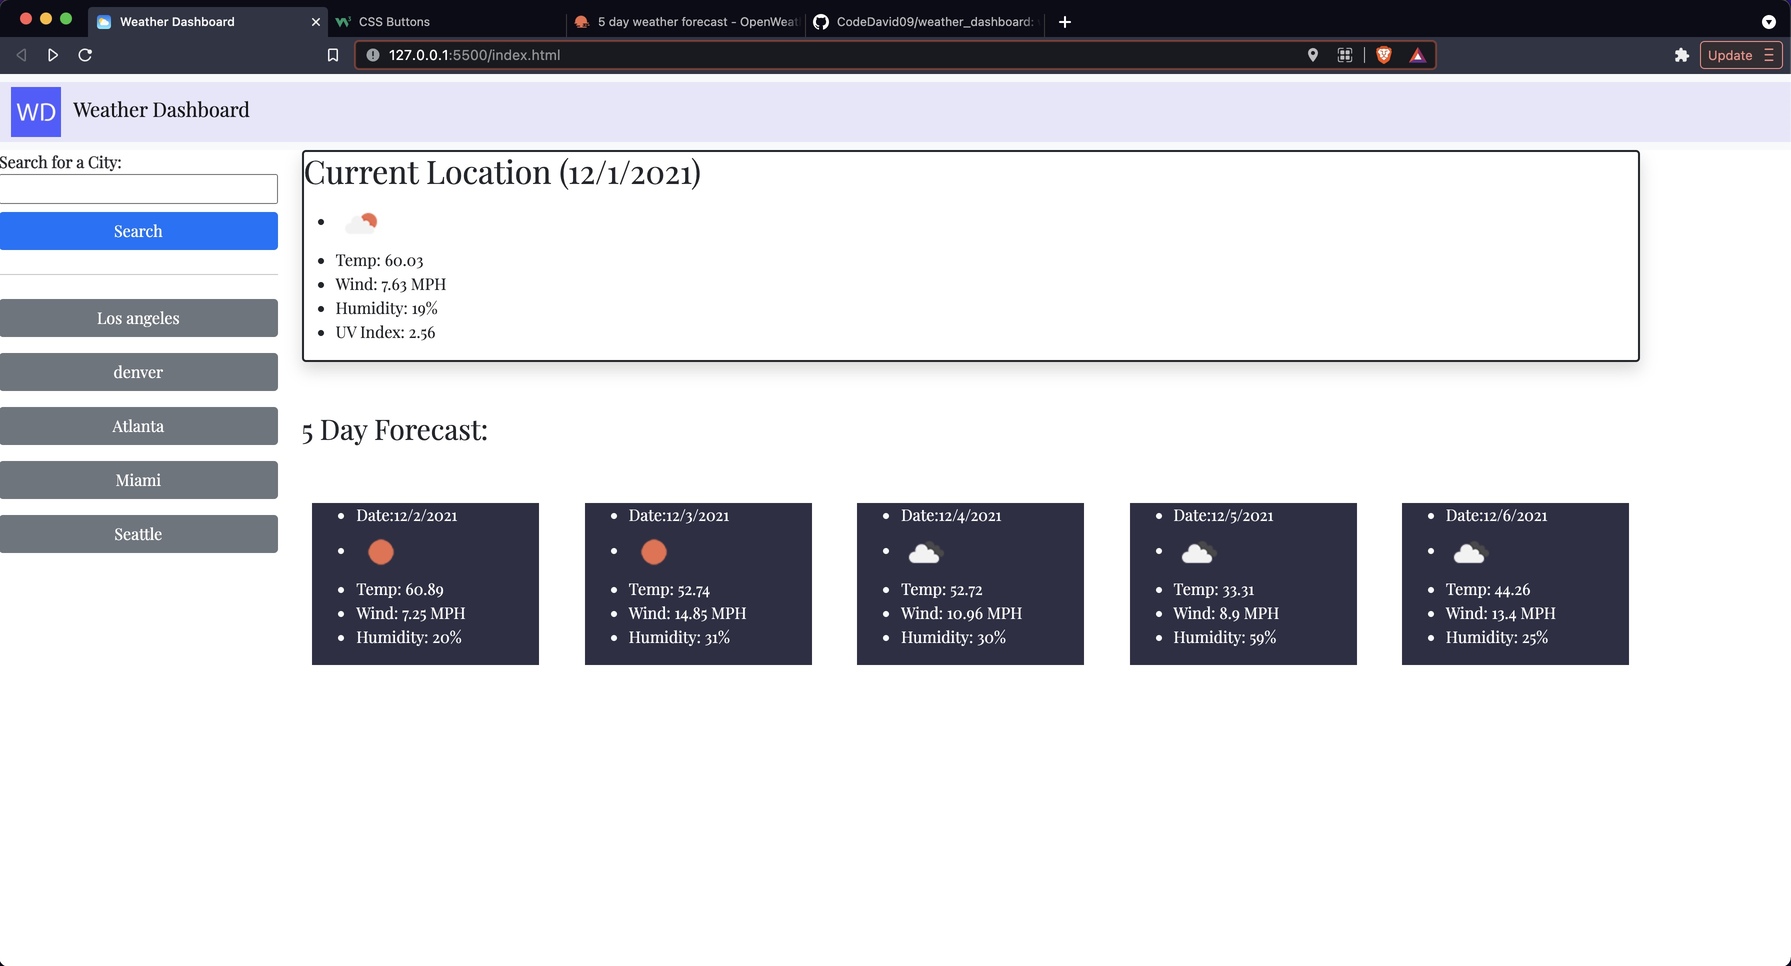 Weather Dashboard
CSS Buttons
5 day weather forecast - OpenWeat
CodeDavid09/weather_dashboard:
127.0.0.1:5500/index.html
Update
WD
Weather Dashboard
Search for a City:
Search
Los angeles
denver
Atlanta
Miami
Seattle
Current Location (12/1/2021)
Temp: 60.03
Wind: 7.63 MPH
Humidity: 19%
UV Index: 2.56
5 Day Forecast:
Date:12/2/2021
Temp: 60.89
Wind: 7.25 MPH
Humidity: 20%
Date:12/3/2021
Temp: 52.74
Wind: 14.85 MPH
Humidity: 31%
Date:12/4/2021
Temp: 52.72
Wind: 10.96 MPH
Humidity: 30%
Date:12/5/2021
Temp: 33.31
Wind: 8.9 MPH
Humidity: 59%
Date:12/6/2021
Temp: 44.26
Wind: 13.4 MPH
Humidity: 25%